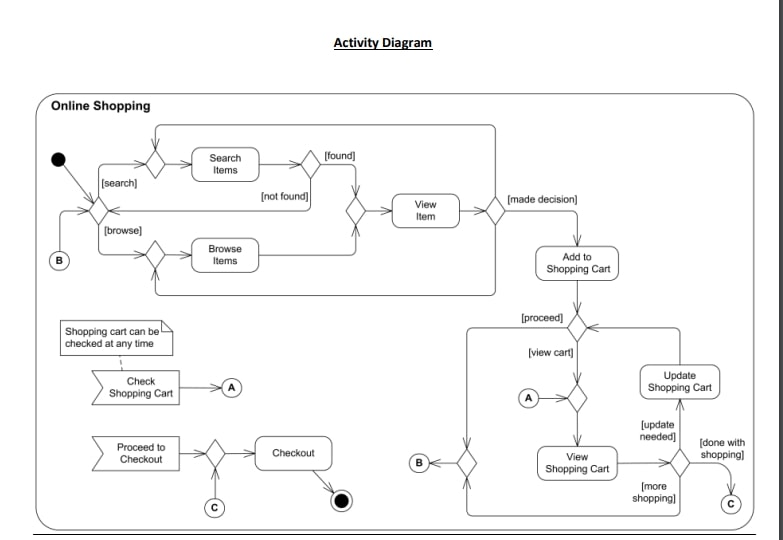 Activity Diagram
Online Shopping
Search
Items
[found]
[search]
[not found]
View
Item
[made decision]
[browse]
Browse
Items
B
Add to
Shopping Cart
Shopping cart can be
checked at any time
[proceed]
[view cart]
Check
Shopping Cart
A
A
Update
Shopping Cart
[update
needed]
[done with
shopping]
Proceed to
Checkout
Checkout
B
View
Shopping Cart
[more
shopping]
C
C